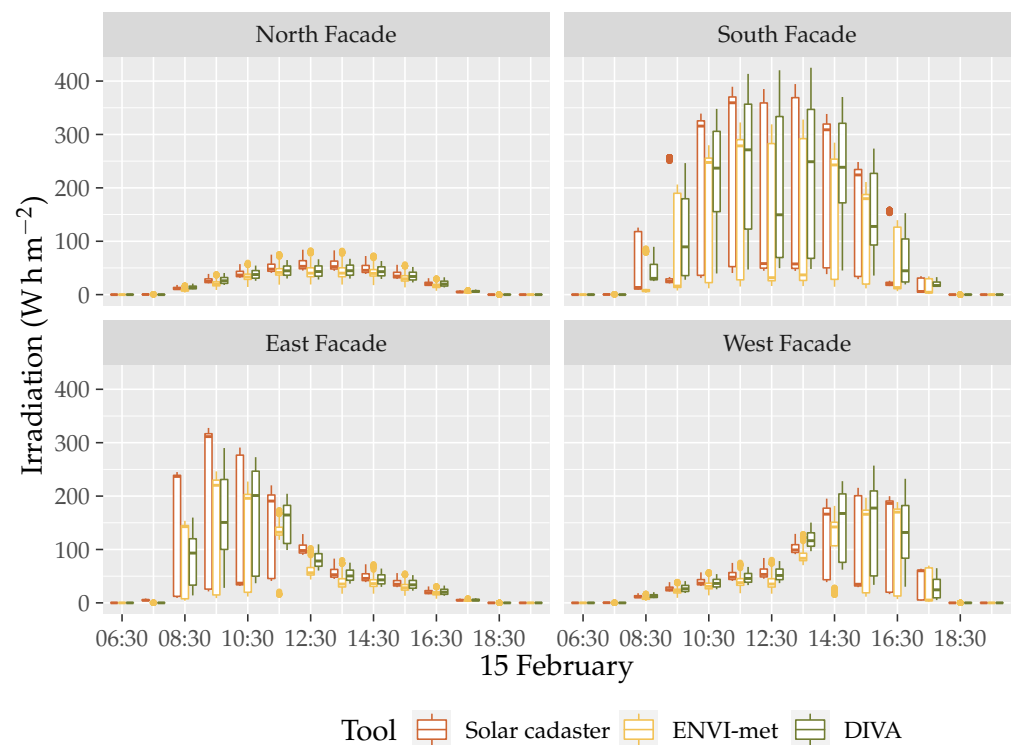 North Facade South Facade
400
300
200
100
0
East Facade West Facade
400
300
200
100
0
Irradiation (W h m−2)
06:30 08:30 10:30 12:30 14:30 16:30 18:30 06:30 08:30 10:30 12:30 14:30 16:30 18:30
15 February
Tool Solar cadaster ENVI-met DIVA